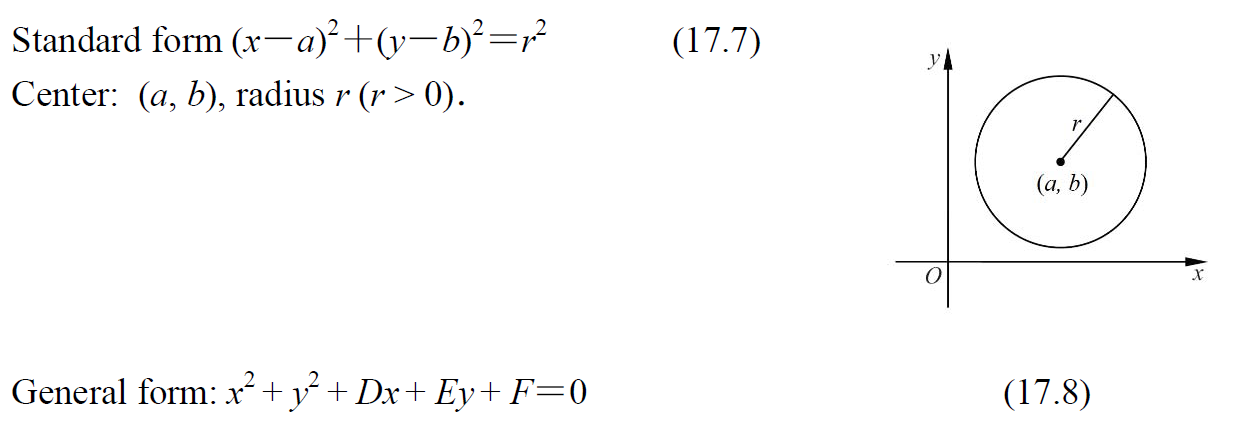 Standard form (x−a)²+(y−b)²=r² (17.7)
Center: (a, b), radius r (r > 0).
y
r
(a, b)
O
x
General form: x² + y² + Dx + Ey + F=0 (17.8)